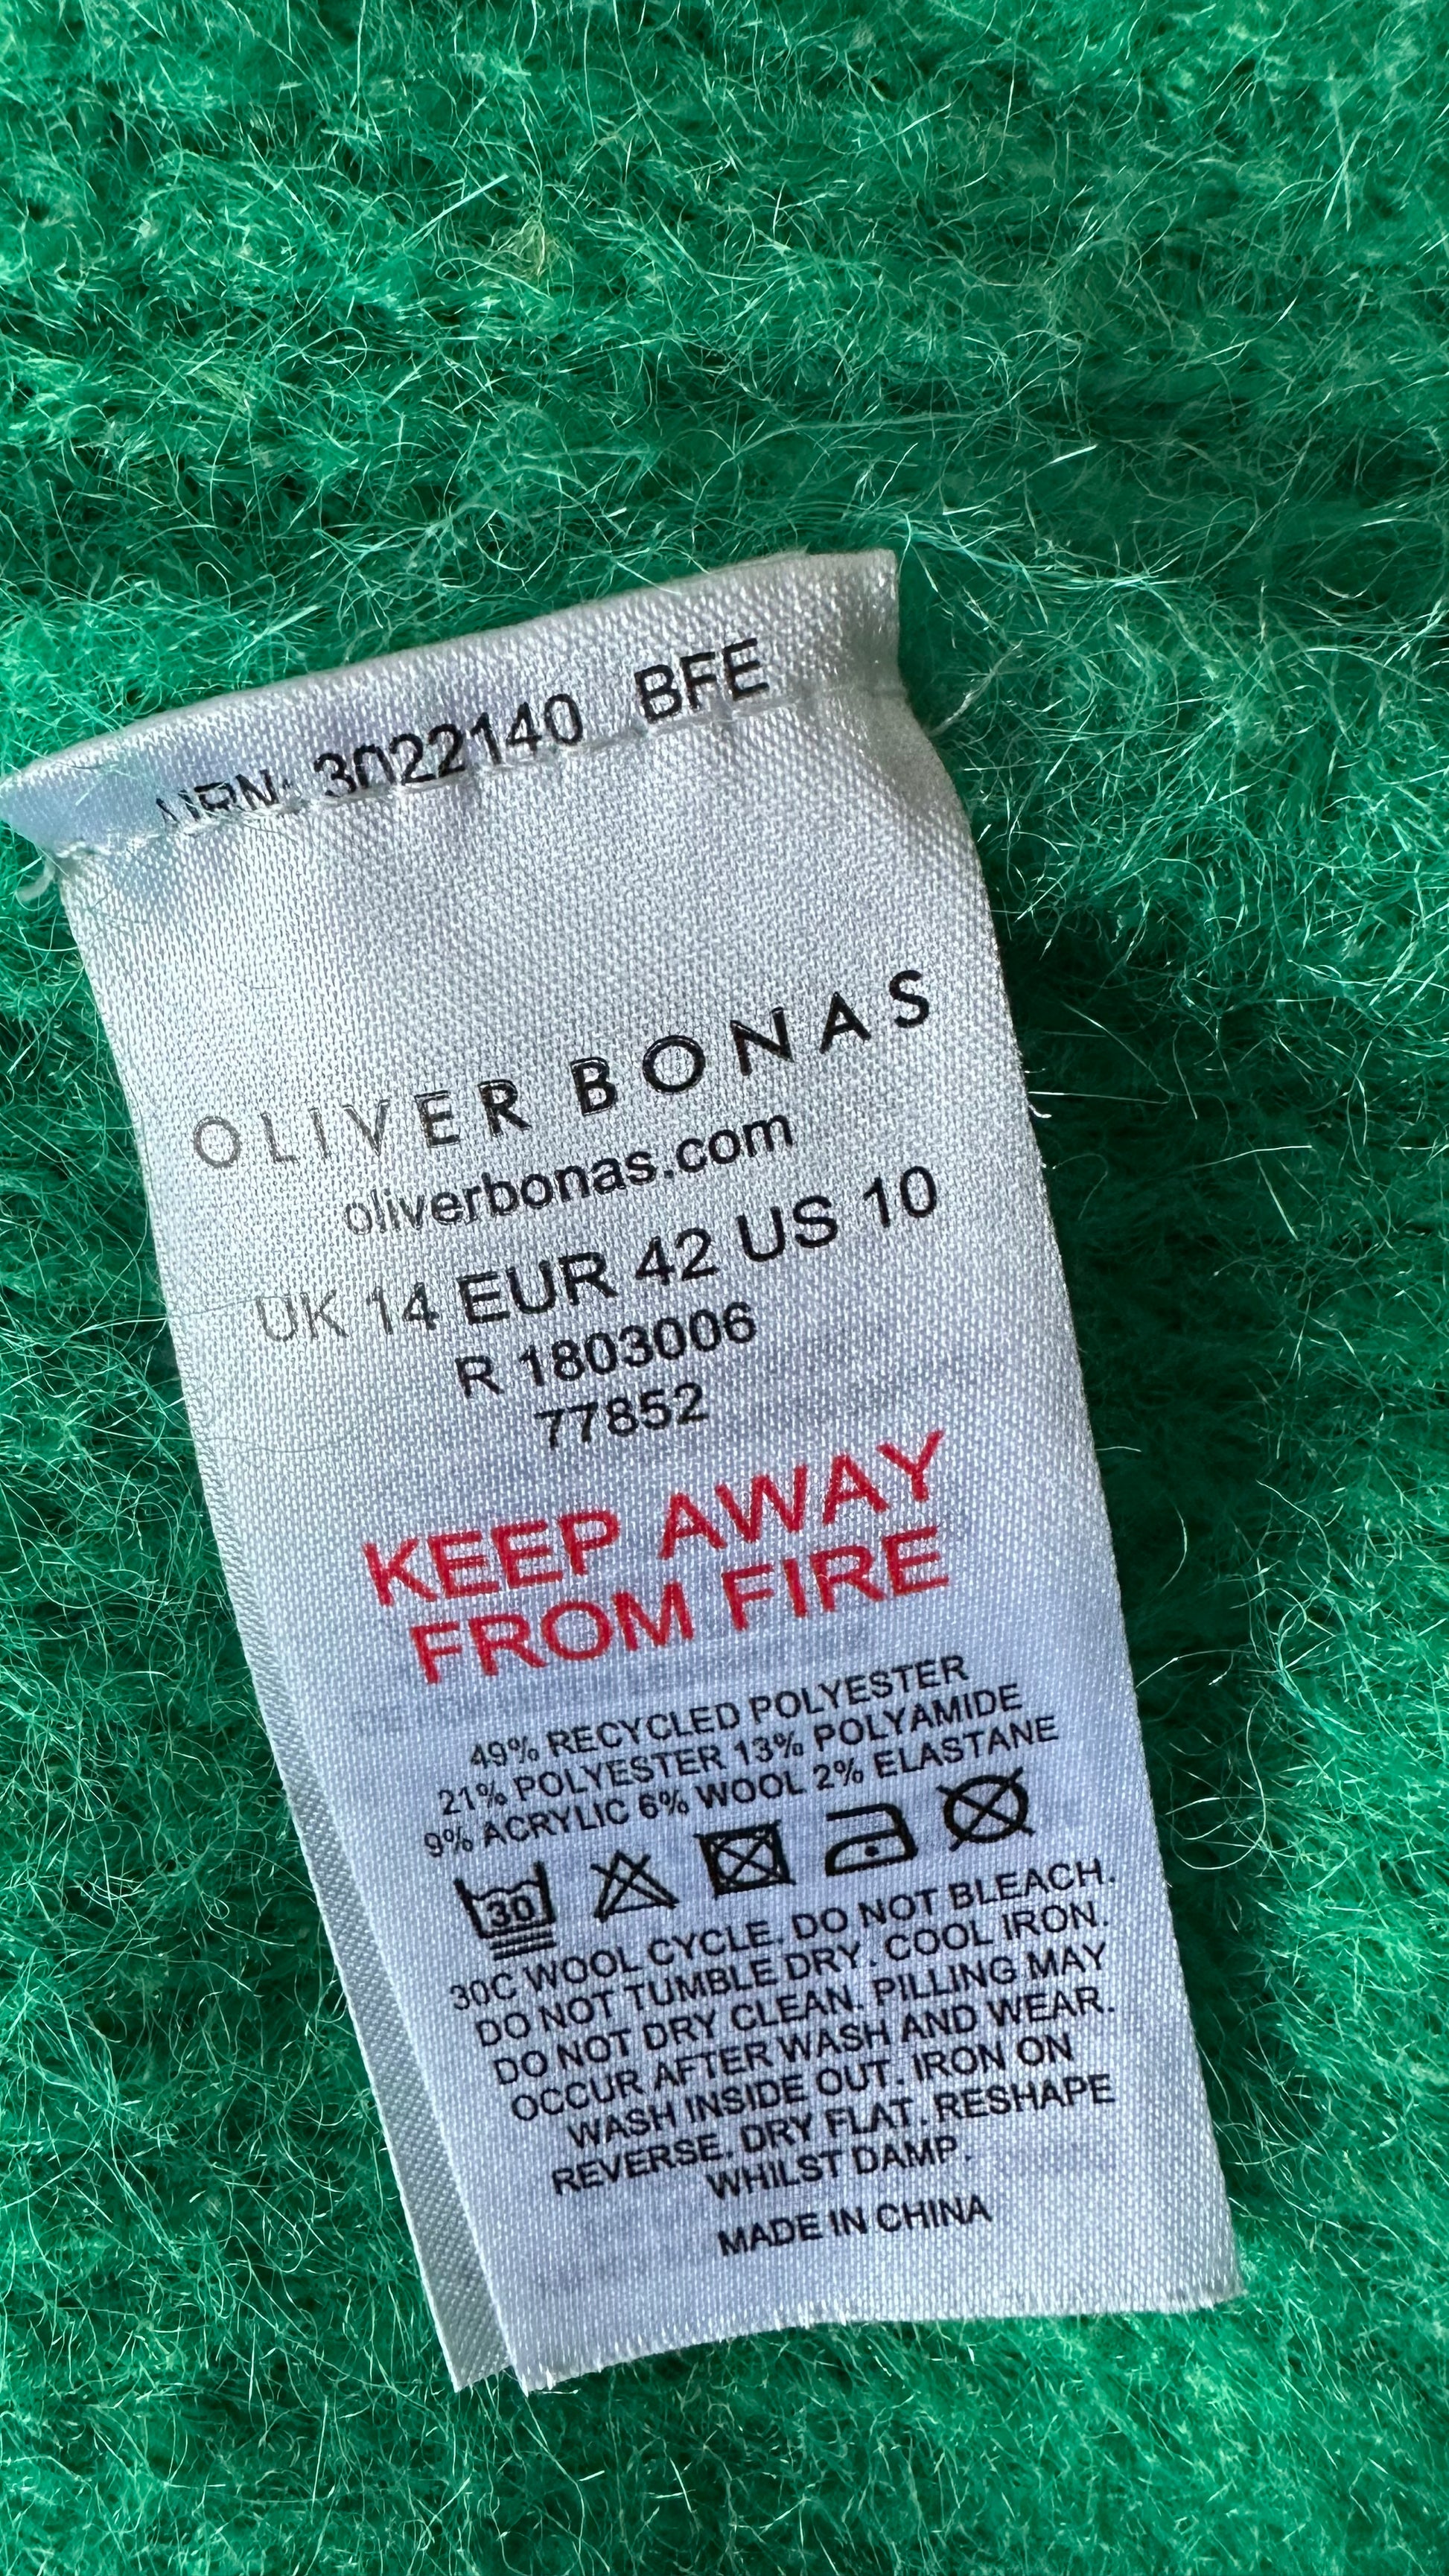 URN: 3022140 BFE
OLIVER BONAS
oliverbonas.com
UK 14 EUR 42 US 10
R 1803006
77852
KEEP AWAY
FROM FIRE
49% RECYCLED POLYESTER
21% POLYESTER 13% POLYAMIDE
9% ACRYLIC 6% WOOL 2% ELASTANE
30
30C WOOL CYCLE. DO NOT BLEACH.
DO NOT TUMBLE DRY. COOL IRON.
DO NOT DRY CLEAN. PILLING MAY
OCCUR AFTER WASH AND WEAR.
WASH INSIDE OUT. IRON ON
REVERSE. DRY FLAT. RESHAPE
WHILST DAMP.
MADE IN CHINA